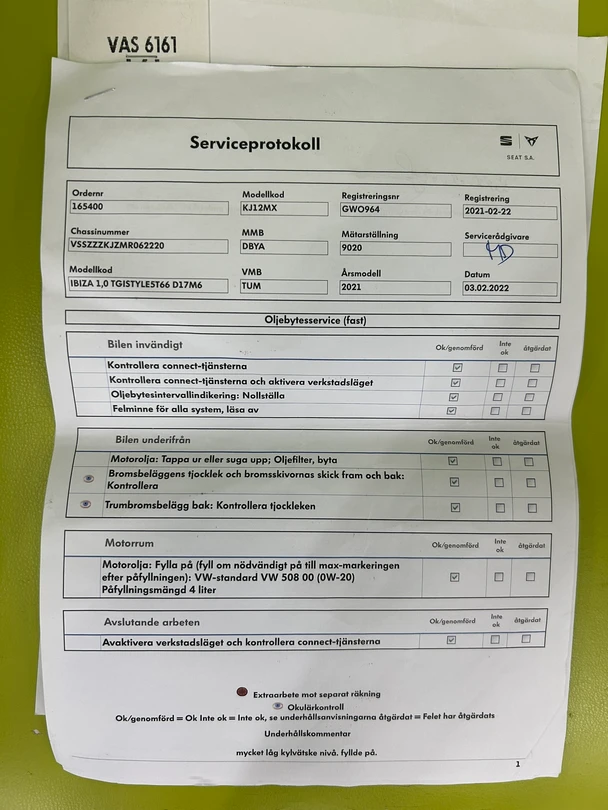 VAS 6161
Serviceprotokoll
SEAT S.A.
Ordernr Modellkod Registreringsnr Registrering
165400 KJ12MX GWO964 2021-02-22
Chassinummer MMB Mätarställning Servicerådgivare
VSSZZZKJZMR062220 DBYA 9020 MD
Modellkod VMB Årsmodell Datum
IBIZA 1,0 TGISTYLE5T66 D17M6 TUM 2021 03.02.2022
Oljebytesservice (fast)
Bilen invändigt Ok/genomförd Inte ok åtgärdat
Kontrollera connect-tjänsterna
Kontrollera connect-tjänsterna och aktivera verkstadsläget
Oljebytesintervallindikering: Nollställa
Felminne för alla system, läsa av
Bilen underifrån Ok/genomförd Inte ok åtgärdat
Motorolja: Tappa ur eller suga upp; Oljefilter, byta
Bromsbeläggens tjocklek och bromsskivornas skick fram och bak:
Kontrollera
Trumbromsbelägg bak: Kontrollera tjockleken
Motorrum Ok/genomförd Inte ok åtgärdat
Motorolja: Fylla på (fyll om nödvändigt på till max-markeringen
efter påfyllningen): VW-standard VW 508 00 (0W-20)
Påfyllningsmängd 4 liter
Avslutande arbeten Ok/genomförd Inte ok åtgärdat
Avaktivera verkstadsläget och kontrollera connect-tjänsterna
Extraarbete mot separat räkning
Okulärkontroll
Ok/genomförd = Ok Inte ok = Inte ok, se underhållsanvisningarna åtgärdat = Felet har åtgärdats
Underhållskommentar
mycket låg kylvätske nivå. fyllde på.
1